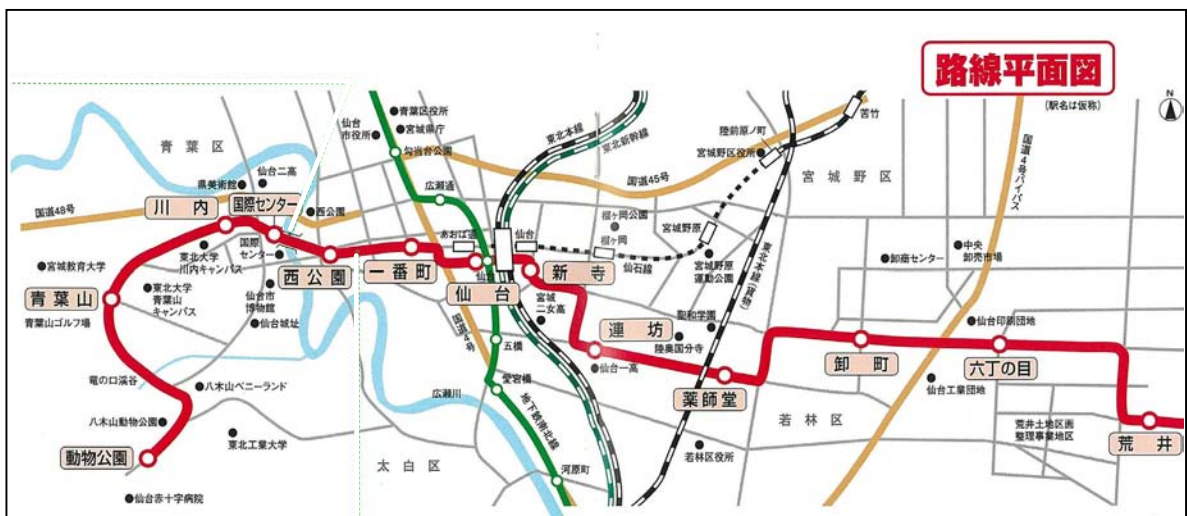 路線平面図
(駅名は仮称)
N
青葉区
青葉区役所
宮城県庁
仙台
市役所
勾当台公園
東北本線
東北新幹線
苦竹
陸前原ノ町
宮城野区役所
宮城野区
国道4号バイパス
仙台二高
県美術館
国道48号
川内
国際センター
西公園
広瀬通
国道45号
榴ヶ岡公園
榴ヶ岡
宮城野原
あおば通
仙台
仙石線
宮城野原
運動公園
東北本線(貨物)
中央
卸売市場
卸商センター
宮城教育大学
東北大学
川内キャンパス
国際
センター
西公園
一番町
仙台
新寺
青葉山
東北大学
青葉山
キャンパス
仙台市
博物館
仙台城址
青葉山ゴルフ場
宮城
二女高
聖和学園
連坊
陸奥国分寺
国道4号
五橋
仙台一高
薬師堂
卸町
仙台印刷団地
六丁の目
仙台工業団地
竜の口渓谷
八木山ベニーランド
広瀬川
愛宕橋
地下鉄南北線
八木山動物公園
東北工業大学
動物公園
太白区
河原町
若林区
若林区役所
荒井土地区画
整理事業地区
荒井
仙台赤十字病院